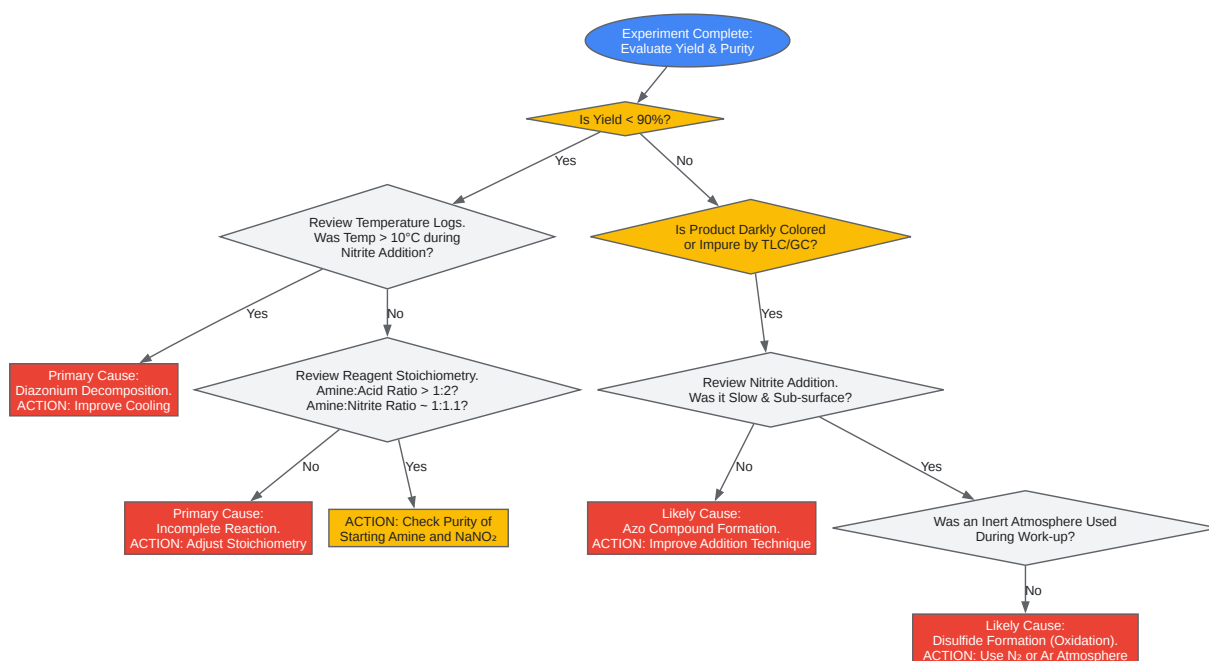 Experiment Complete:
Evaluate Yield & Purity
Is Yield < 90%?
Yes
No
Review Temperature Logs.
Was Temp > 10°C during
Nitrite Addition?
Is Product Darkly Colored
or Impure by TLC/GC?
Yes
No
Yes
Primary Cause:
Diazonium Decomposition.
ACTION: Improve Cooling
Review Reagent Stoichiometry.
Amine:Acid Ratio > 1:2?
Amine:Nitrite Ratio ~ 1:1.1?
Review Nitrite Addition.
Was it Slow & Sub-surface?
No
Yes
No
Yes
Primary Cause:
Incomplete Reaction.
ACTION: Adjust Stoichiometry
ACTION: Check Purity of
Starting Amine and NaNO₂
Likely Cause:
Azo Compound Formation.
ACTION: Improve Addition Technique
Was an Inert Atmosphere Used
During Work-up?
No
Likely Cause:
Disulfide Formation (Oxidation).
ACTION: Use N₂ or Ar Atmosphere